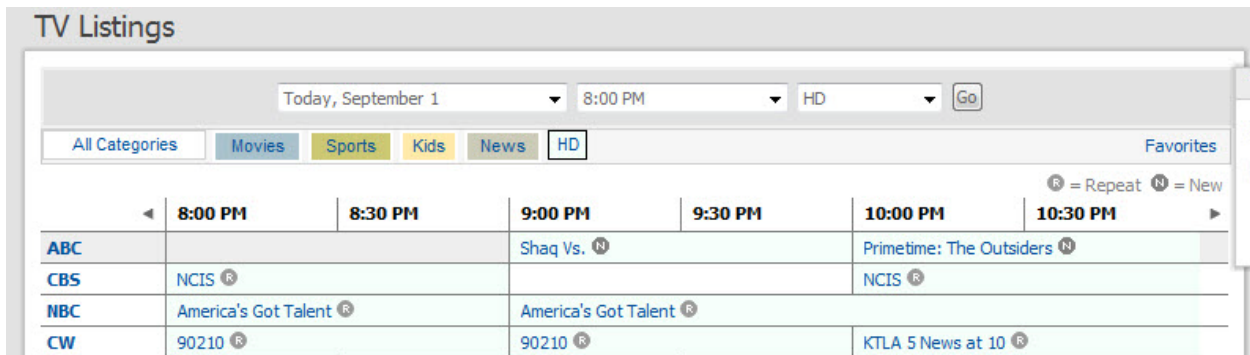 TV Listings
Today, September 1 8:00 PM HD Go
All Categories Movies Sports Kids News HD Favorites
R = Repeat N = New
8:00 PM 8:30 PM 9:00 PM 9:30 PM 10:00 PM 10:30 PM
ABC Shaq Vs. N Primetime: The Outsiders N
CBS NCIS R NCIS R
NBC America's Got Talent R America's Got Talent R
CW 90210 R 90210 R KTLA 5 News at 10 R